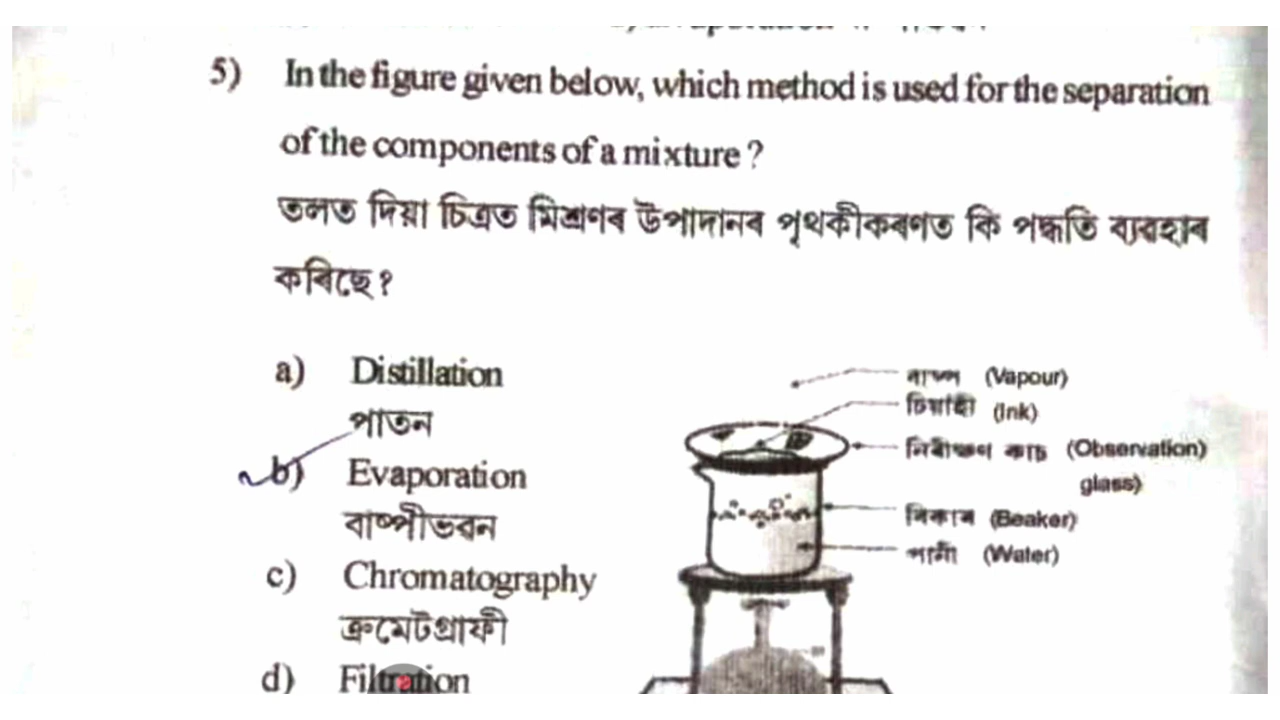 5) In the figure given below, which method is used for the separation
of the components of a mixture ?
তলত দিয়া চিত্ৰত মিশ্ৰণৰ উপাদানৰ পৃথকীকৰণত কি পদ্ধতি ব্যৱহাৰ
কৰিছে ?
a) Distillation
পাতন
b) Evaporation
বাষ্পীভৱন
c) Chromatography
ক্ৰমেটগ্ৰাফী
d) Filtration
বাষ্প (Vapour)
চিয়াঁহী (Ink)
নিৰীক্ষণ কাচ (Observation)
glass)
বিকাৰ (Beaker)
পানী (Water)